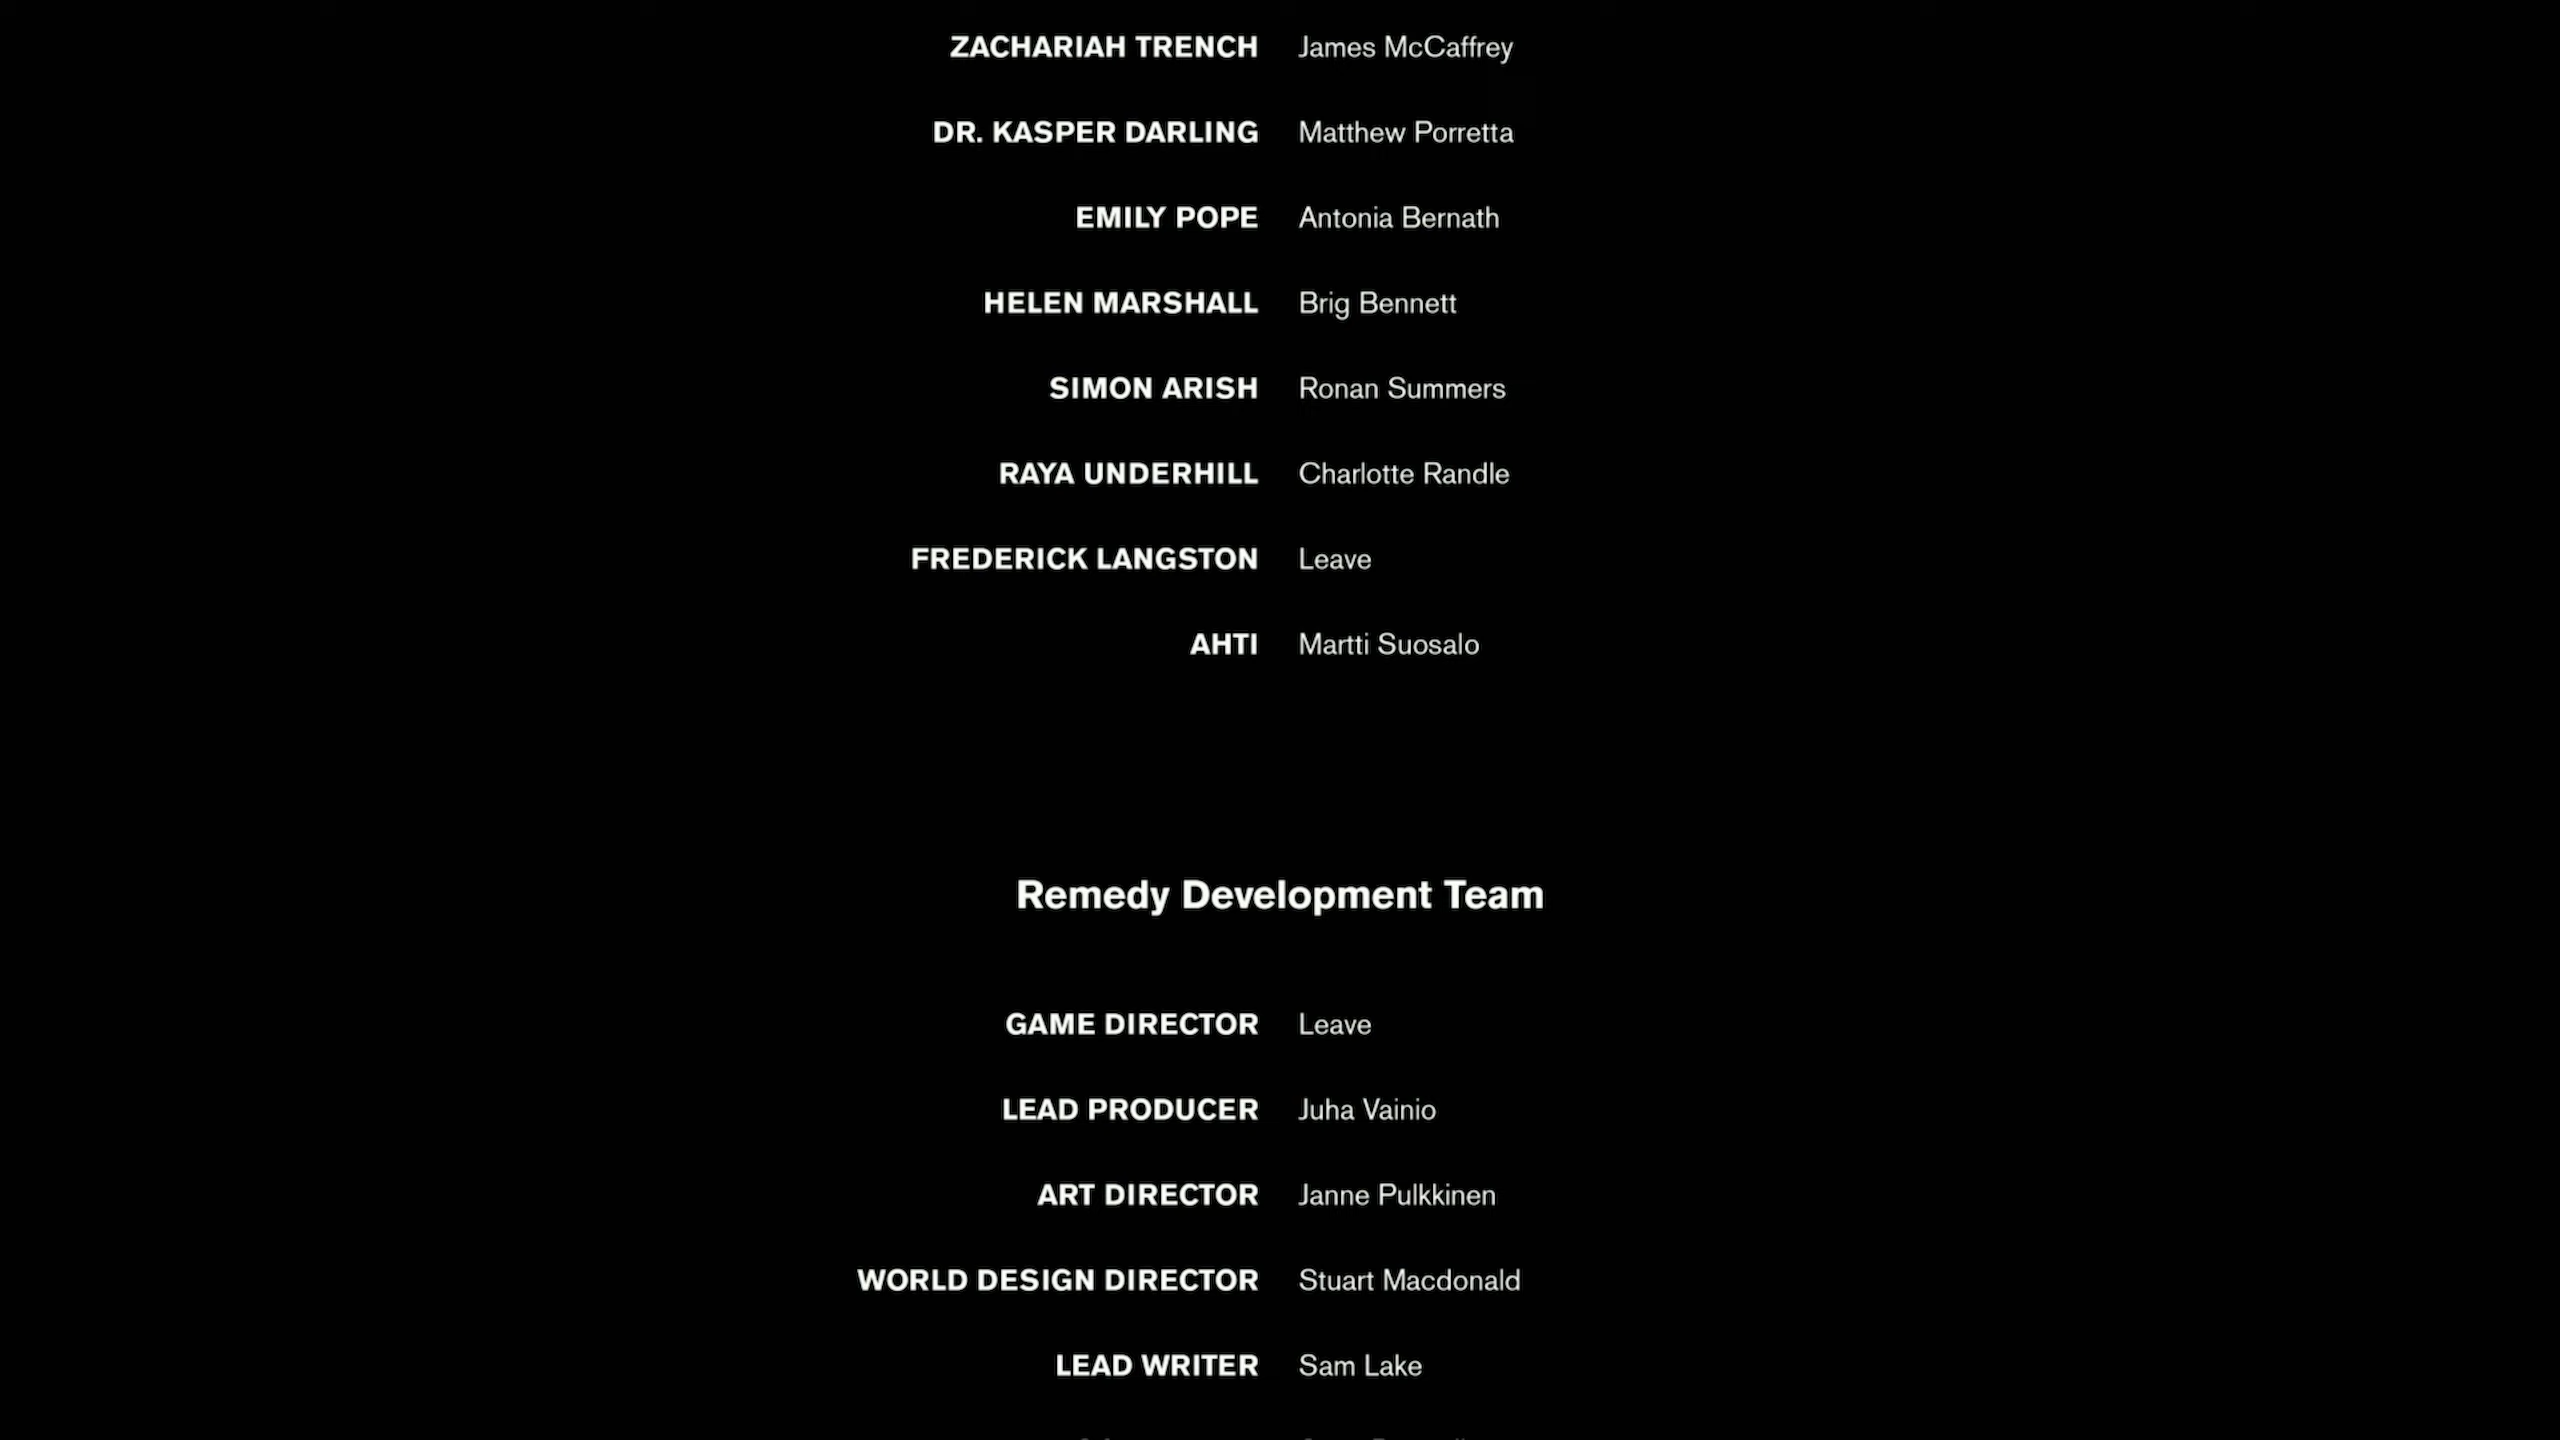 ZACHARIAH TRENCH James McCaffrey
DR. KASPER DARLING Matthew Porretta
EMILY POPE Antonia Bernath
HELEN MARSHALL Brig Bennett
SIMON ARISH Ronan Summers
RAYA UNDERHILL Charlotte Randle
FREDERICK LANGSTON Leave
AHTI Martti Suosalo
Remedy Development Team
GAME DIRECTOR Leave
LEAD PRODUCER Juha Vainio
ART DIRECTOR Janne Pulkkinen
WORLD DESIGN DIRECTOR Stuart Macdonald
LEAD WRITER Sam Lake